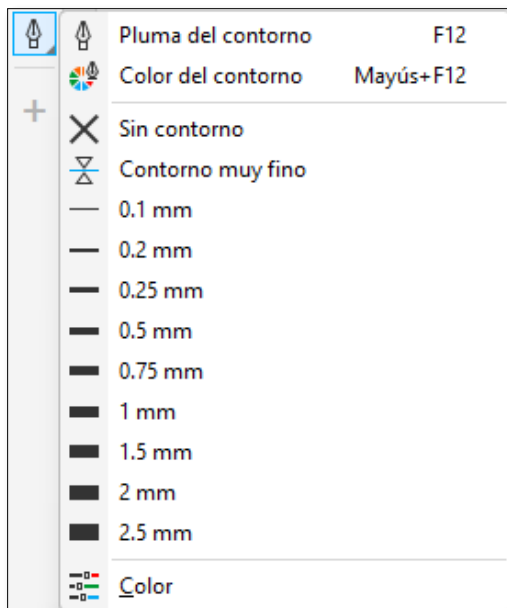 Pluma del contorno F12
Color del contorno Mayús+F12
Sin contorno
Contorno muy fino
0.1 mm
0.2 mm
0.25 mm
0.5 mm
0.75 mm
1 mm
1.5 mm
2 mm
2.5 mm
Color